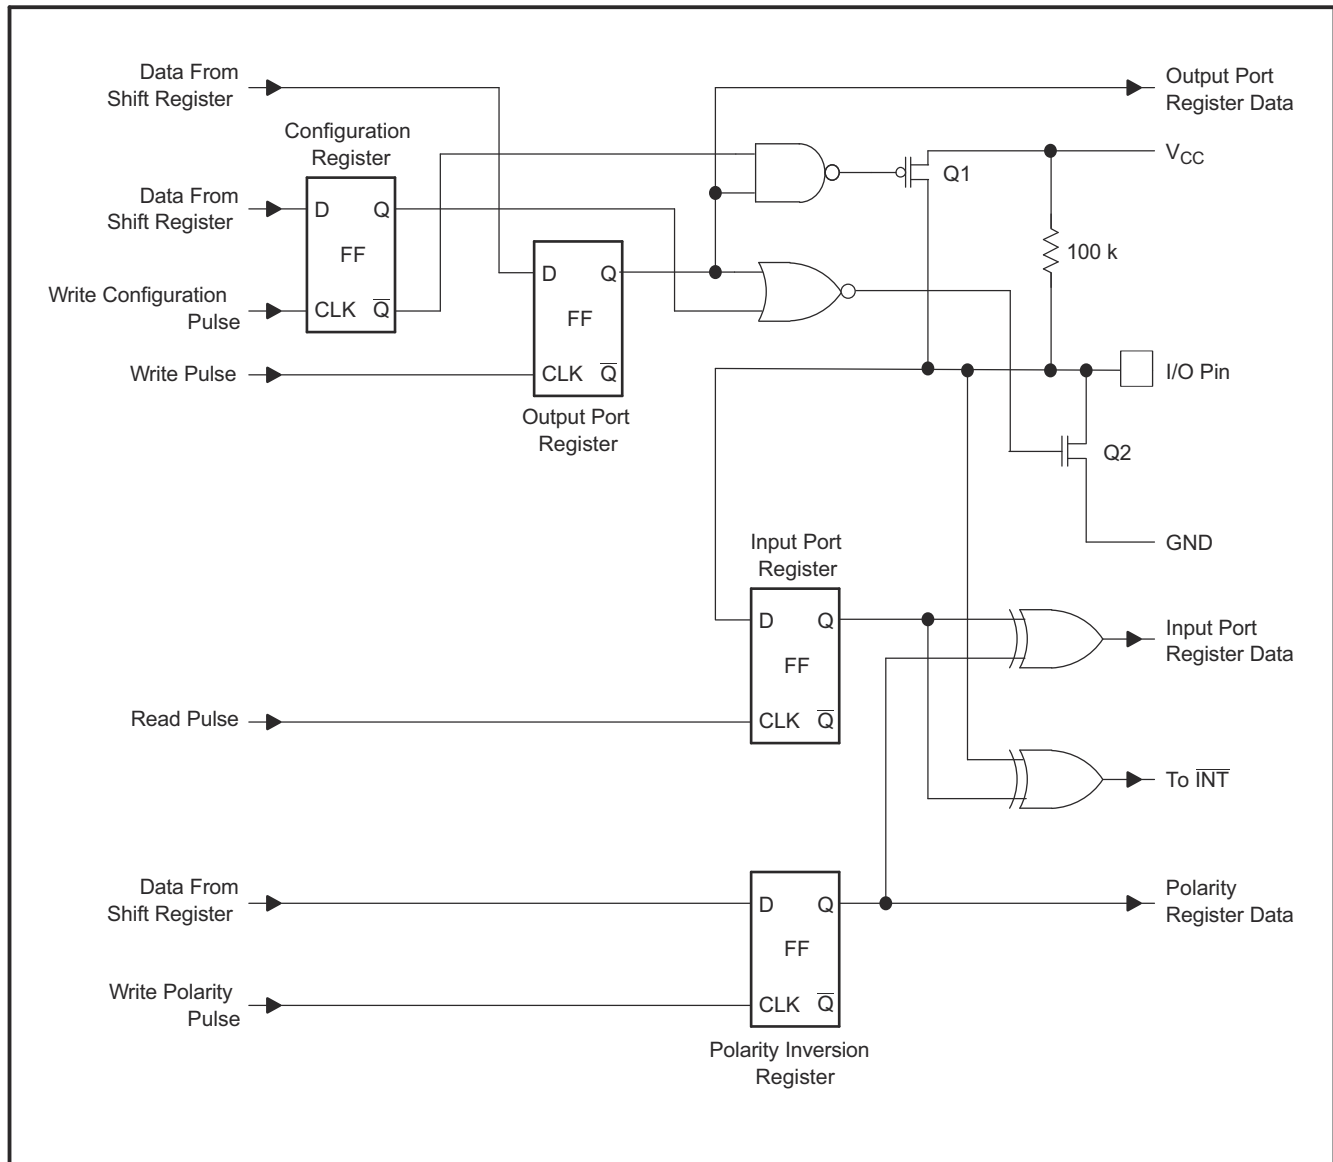 Data From
Shift Register
Output Port
Register Data
Configuration
Register
VCC
Q1
Data From
Shift Register
D
Q
FF
100 k
D
Q
Write Configuration
Pulse
CLK
Q̅
FF
Write Pulse
CLK
Q̅
I/O Pin
Output Port
Register
Q2
GND
Input Port
Register
D
Q
Input Port
Register Data
FF
Read Pulse
CLK
Q̅
To I̅N̅T̅
Data From
Shift Register
D
Q
Polarity
Register Data
FF
Write Polarity
Pulse
CLK
Q̅
Polarity Inversion
Register